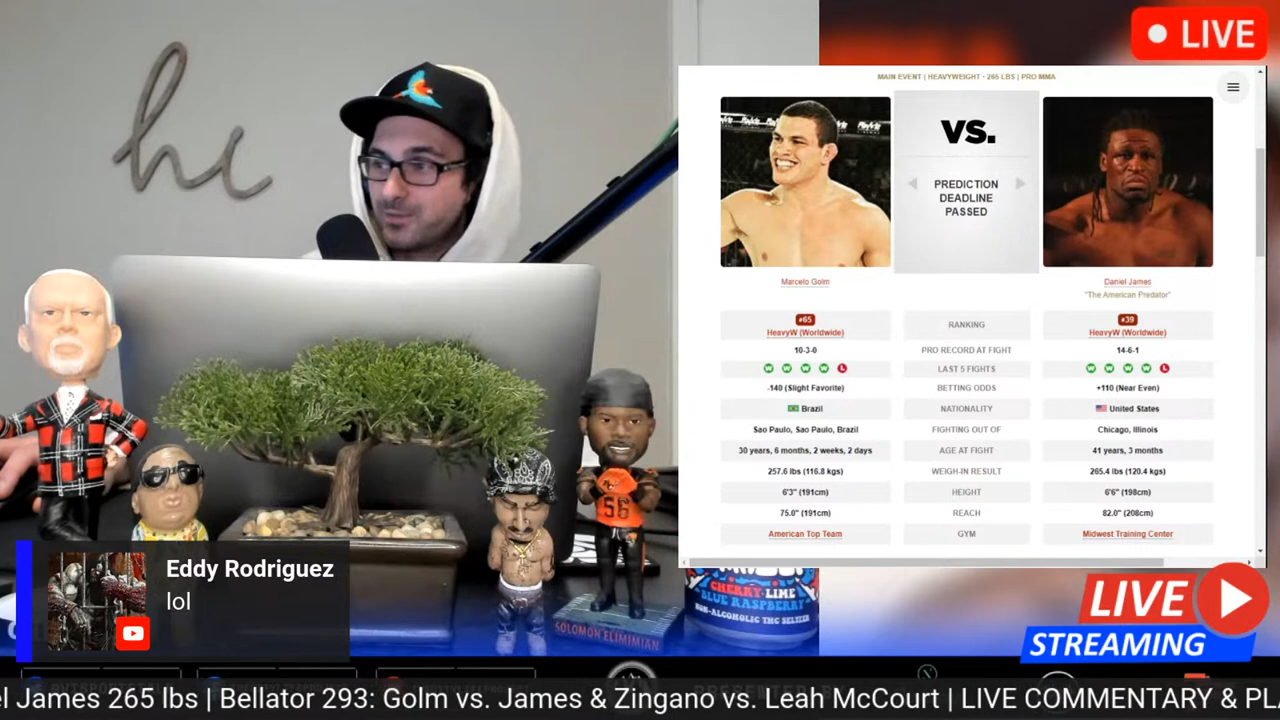 hi
LIVE
MAIN EVENT | HEAVYWEIGHT · 265 LBS | PRO MMA
VS.
PREDICTION
DEADLINE
PASSED
Marcelo Golm
Daniel James
"The American Predator"
#65
HeavyW (Worldwide)
RANKING
#39
HeavyW (Worldwide)
10-3-0
PRO RECORD AT FIGHT
14-6-1
W W W W L
LAST 5 FIGHTS
W W W W L
-140 (Slight Favorite)
BETTING ODDS
+110 (Near Even)
Brazil
NATIONALITY
United States
Sao Paulo, Sao Paulo, Brazil
FIGHTING OUT OF
Chicago, Illinois
30 years, 6 months, 2 weeks, 2 days
AGE AT FIGHT
41 years, 3 months
257.6 lbs (116.8 kgs)
WEIGH-IN RESULT
265.4 lbs (120.4 kgs)
6'3" (191cm)
HEIGHT
6'6" (198cm)
75.0" (191cm)
REACH
82.0" (208cm)
American Top Team
GYM
Midwest Training Center
56
SOLOMON ELIMIMIAN
CHERRY-LIME
BLUE RASPBERRY
NON-ALCOHOLIC THC SELTZER
Eddy Rodriguez
lol
LIVE
STREAMING
el James 265 lbs | Bellator 293: Golm vs. James & Zingano vs. Leah McCourt | LIVE COMMENTARY & PL